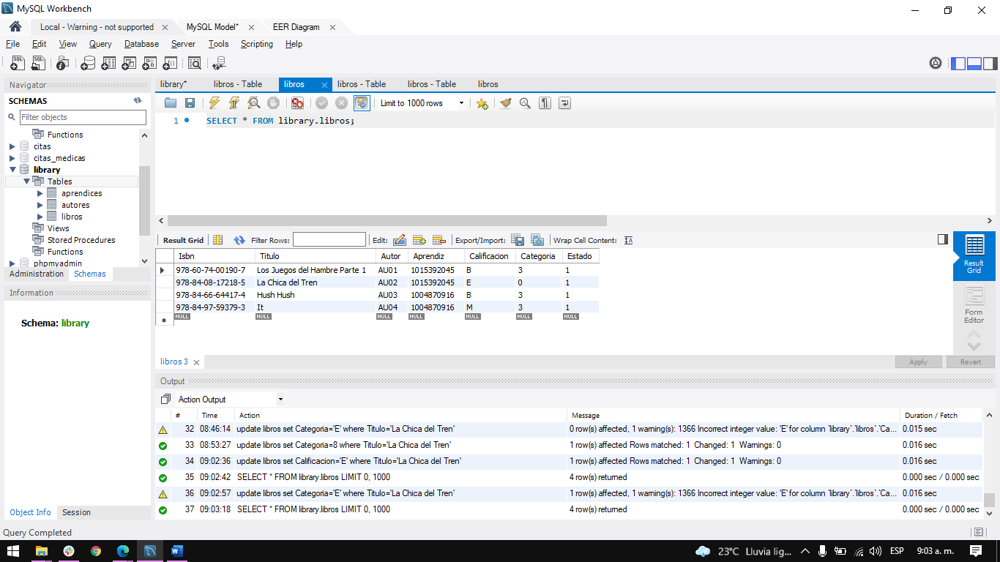 MySQL Workbench
Local - Warning - not supported
MySQL Model*
EER Diagram
File Edit View Query Database Server Tools Scripting Help
Navigator
SCHEMAS
Filter objects
Functions
citas
citas_medicas
library
Tables
aprendices
autores
libros
Views
Stored Procedures
Functions
phpmyadmin
Administration Schemas
Information
Schema: library
Object Info Session
library* libros - Table libros libros - Table libros - Table libros
Limit to 1000 rows
1 SELECT * FROM library.libros;
Result Grid Filter Rows: Edit: Export/Import: Wrap Cell Content:
Isbn Titulo Autor Aprendiz Calificacion Categoria Estado
978-60-74-00190-7 Los Juegos del Hambre Parte 1 AU01 1015392045 B 3 1
978-84-08-17218-5 La Chica del Tren AU02 1015392045 E 0 1
978-84-66-64417-4 Hush Hush AU03 1004870916 B 3 1
978-84-97-59379-3 It AU04 1004870916 M 3 1
NULL NULL NULL NULL NULL NULL NULL
Result Grid
Form Editor
libros 3
Apply Revert
Output
Action Output
# Time Action Message Duration / Fetch
32 08:46:14 update libros set Categoria='E' where Titulo='La Chica del Tren' 0 row(s) affected, 1 warning(s): 1366 Incorrect integer value: 'E' for column `library`.`libros`.`Ca... 0.015 sec
33 08:53:27 update libros set Categoria=8 where Titulo='La Chica del Tren' 1 row(s) affected Rows matched: 1 Changed: 1 Warnings: 0 0.016 sec
34 09:02:36 update libros set Calificacion='E' where Titulo='La Chica del Tren' 1 row(s) affected Rows matched: 1 Changed: 1 Warnings: 0 0.016 sec
35 09:02:42 SELECT * FROM library.libros LIMIT 0, 1000 4 row(s) returned 0.000 sec / 0.000 sec
36 09:02:57 update libros set Categoria='E' where Titulo='La Chica del Tren' 1 row(s) affected, 1 warning(s): 1366 Incorrect integer value: 'E' for column `library`.`libros`.`Ca... 0.016 sec
37 09:03:18 SELECT * FROM library.libros LIMIT 0, 1000 4 row(s) returned 0.000 sec / 0.000 sec
Query Completed
23°C Lluvia lig... ESP 9:03 a. m.